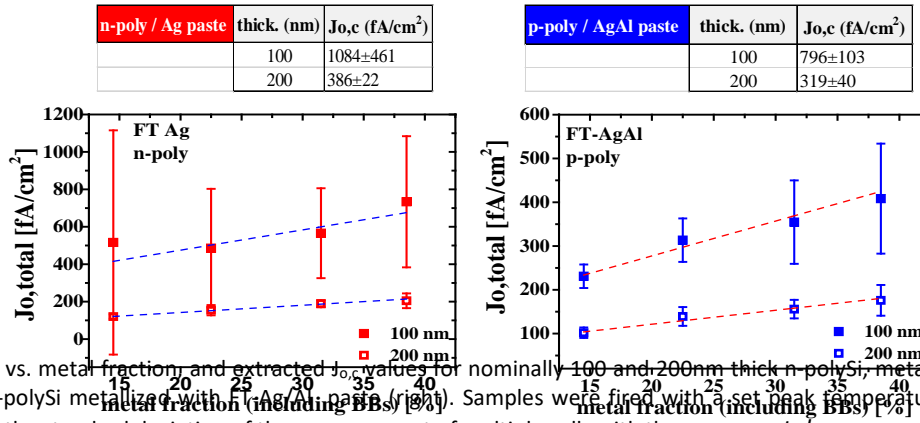 n-poly / Ag paste thick. (nm) Jo,c (fA/cm²)
100 1084±461
200 386±22
p-poly / AgAl paste thick. (nm) Jo,c (fA/cm²)
100 796±103
200 319±40
1200
1000
800
600
400
200
0
Jo,total [fA/cm²]
FT Ag
n-poly
100 nm
200 nm
15 20 25 30 35 40
metal fraction (including BBs) [%]
600
500
400
300
200
100
Jo,total [fA/cm²]
FT-AgAl
p-poly
100 nm
200 nm
15 20 25 30 35 40
metal fraction (including BBs) [%]
vs. metal fraction, and extracted Jo,c values for nominally 100 and 200nm thick n-polySi, meta
-polySi metallized with FT-Ag/Al paste (right). Samples were fired with a set peak temperatu